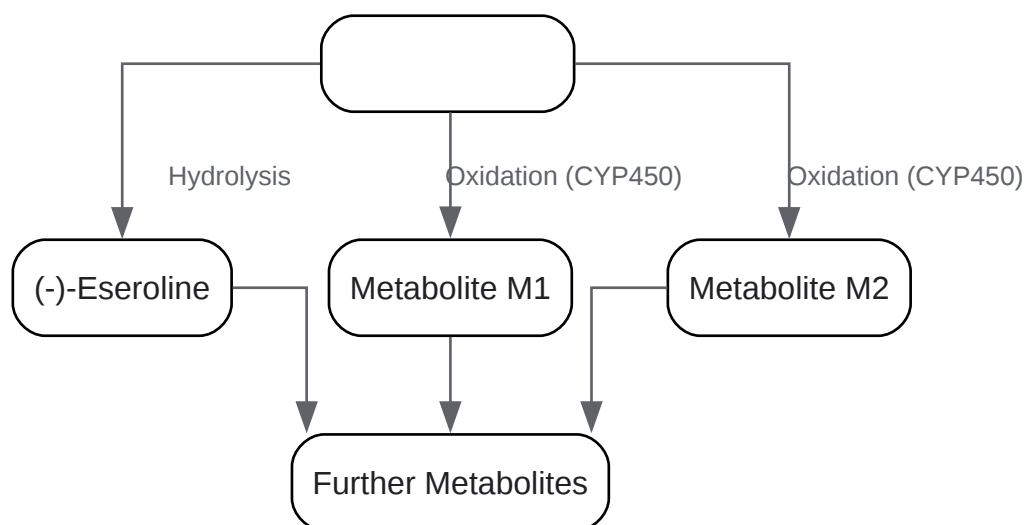 Hydrolysis
Oxidation (CYP450)
Oxidation (CYP450)
(-)-Eseroline
Metabolite M1
Metabolite M2
Further Metabolites